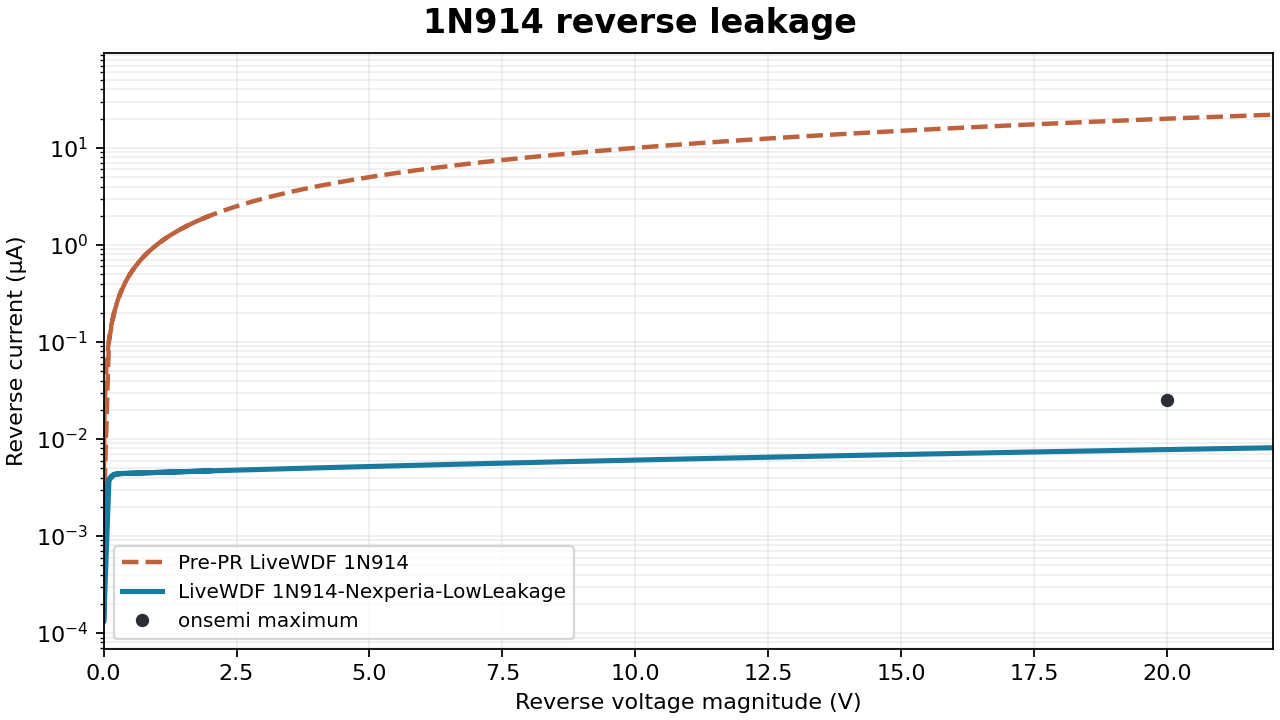 1N914 reverse leakage
Reverse current (µA)
10¹
10⁰
10⁻¹
10⁻²
10⁻³
10⁻⁴
Pre-PR LiveWDF 1N914
LiveWDF 1N914-Nexperia-LowLeakage
onsemi maximum
0.0 2.5 5.0 7.5 10.0 12.5 15.0 17.5 20.0
Reverse voltage magnitude (V)